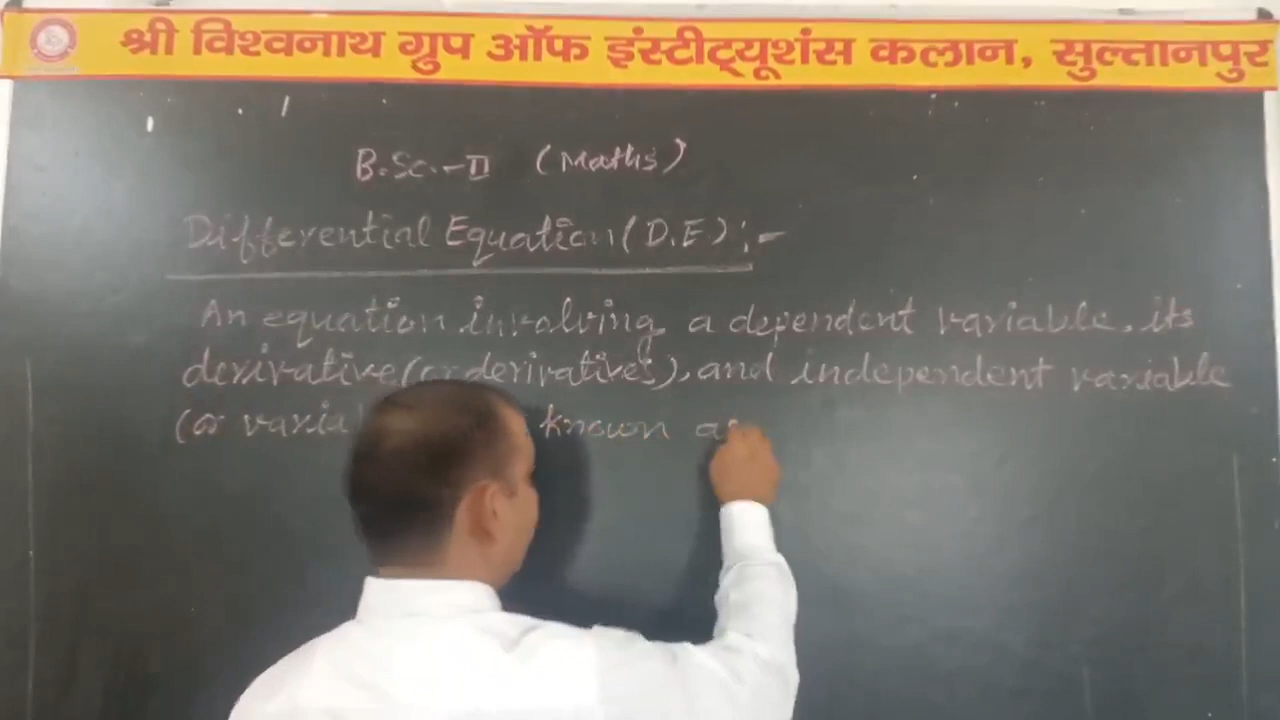 श्री विश्वनाथ ग्रुप ऑफ इंस्टीट्यूशंस कलान, सुल्तानपुर
B.Sc.-II (Maths)
Differential Equation (D.E) :-
An equation involving a dependent variable, its
derivative (or derivatives), and independent variable
(or known as